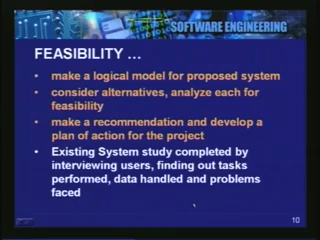 SOFTWARE ENGINEERING
FEASIBILITY ...
• make a logical model for proposed system
• consider alternatives, analyze each for
feasibility
• make a recommendation and develop a
plan of action for the project
• Existing System study completed by
interviewing users, finding out tasks
performed, data handled and problems
faced
10